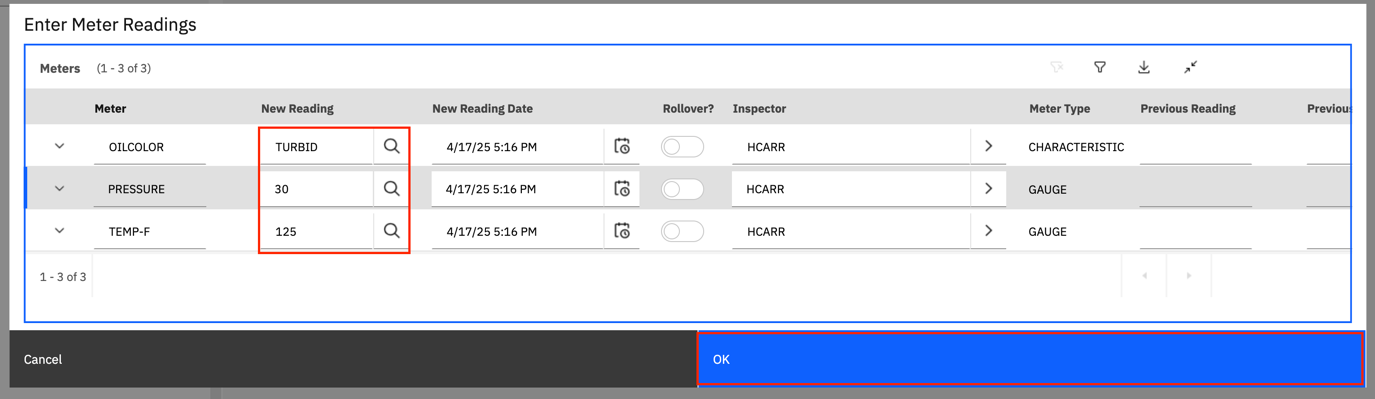 Enter Meter Readings
Meters (1 - 3 of 3)
Meter New Reading New Reading Date Rollover? Inspector Meter Type Previous Reading Previous
OILCOLOR TURBID 4/17/25 5:16 PM HCARR CHARACTERISTIC
PRESSURE 30 4/17/25 5:16 PM HCARR GAUGE
TEMP-F 125 4/17/25 5:16 PM HCARR GAUGE
1 - 3 of 3
Cancel OK